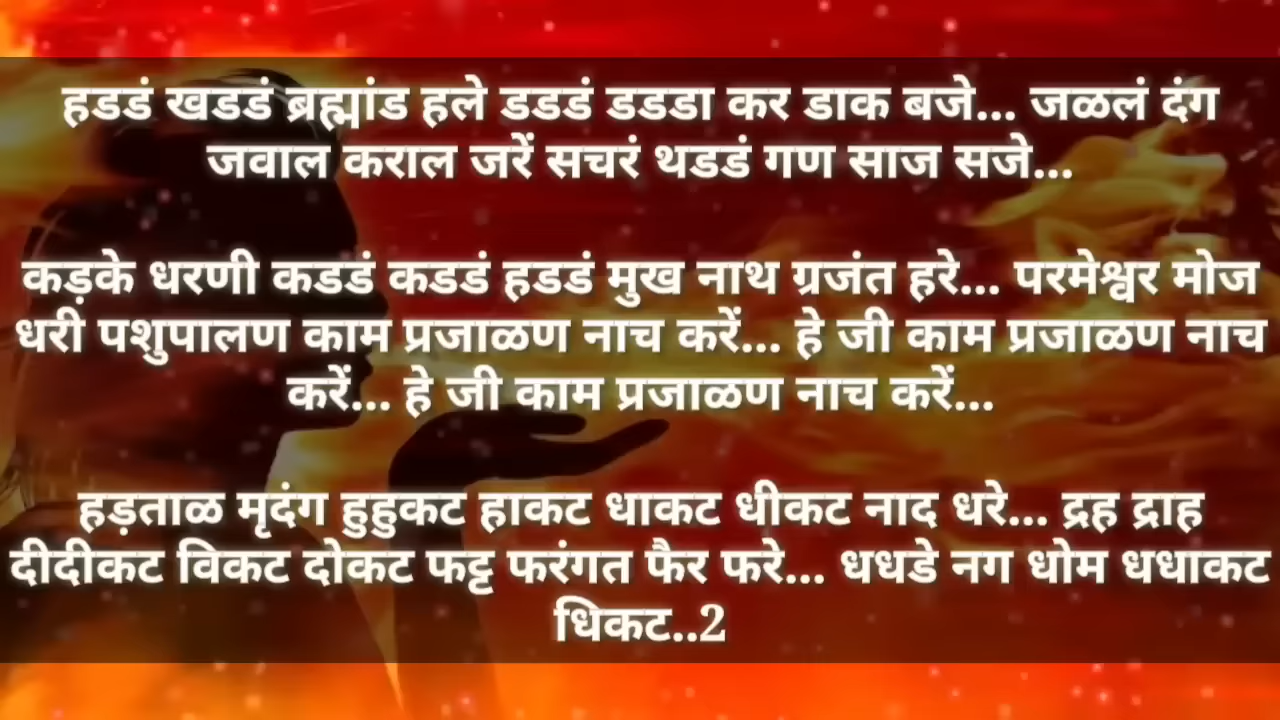 हडडं खडडं ब्रह्मांड हले डडडं डडडा कर डाक बजे... जळलं दंग
जवाल कराल जरें सचरं थडडं गण साज सजे...
कड़के धरणी कडडं कडडं हडडं मुख नाथ ग्रजंत हरे... परमेश्वर मोज
धरी पशुपालण काम प्रजाळण नाच करें... हे जी काम प्रजाळण नाच
करें... हे जी काम प्रजाळण नाच करें...
हड़ताळ मृदंग हुहुकट हाकट धाकट धीकट नाद धरे... द्रह द्राह
दीदीकट विकट दोकट फट्ट फरंगत फैर फरे... धधडे नग धोम धधाकट
धिकट..2